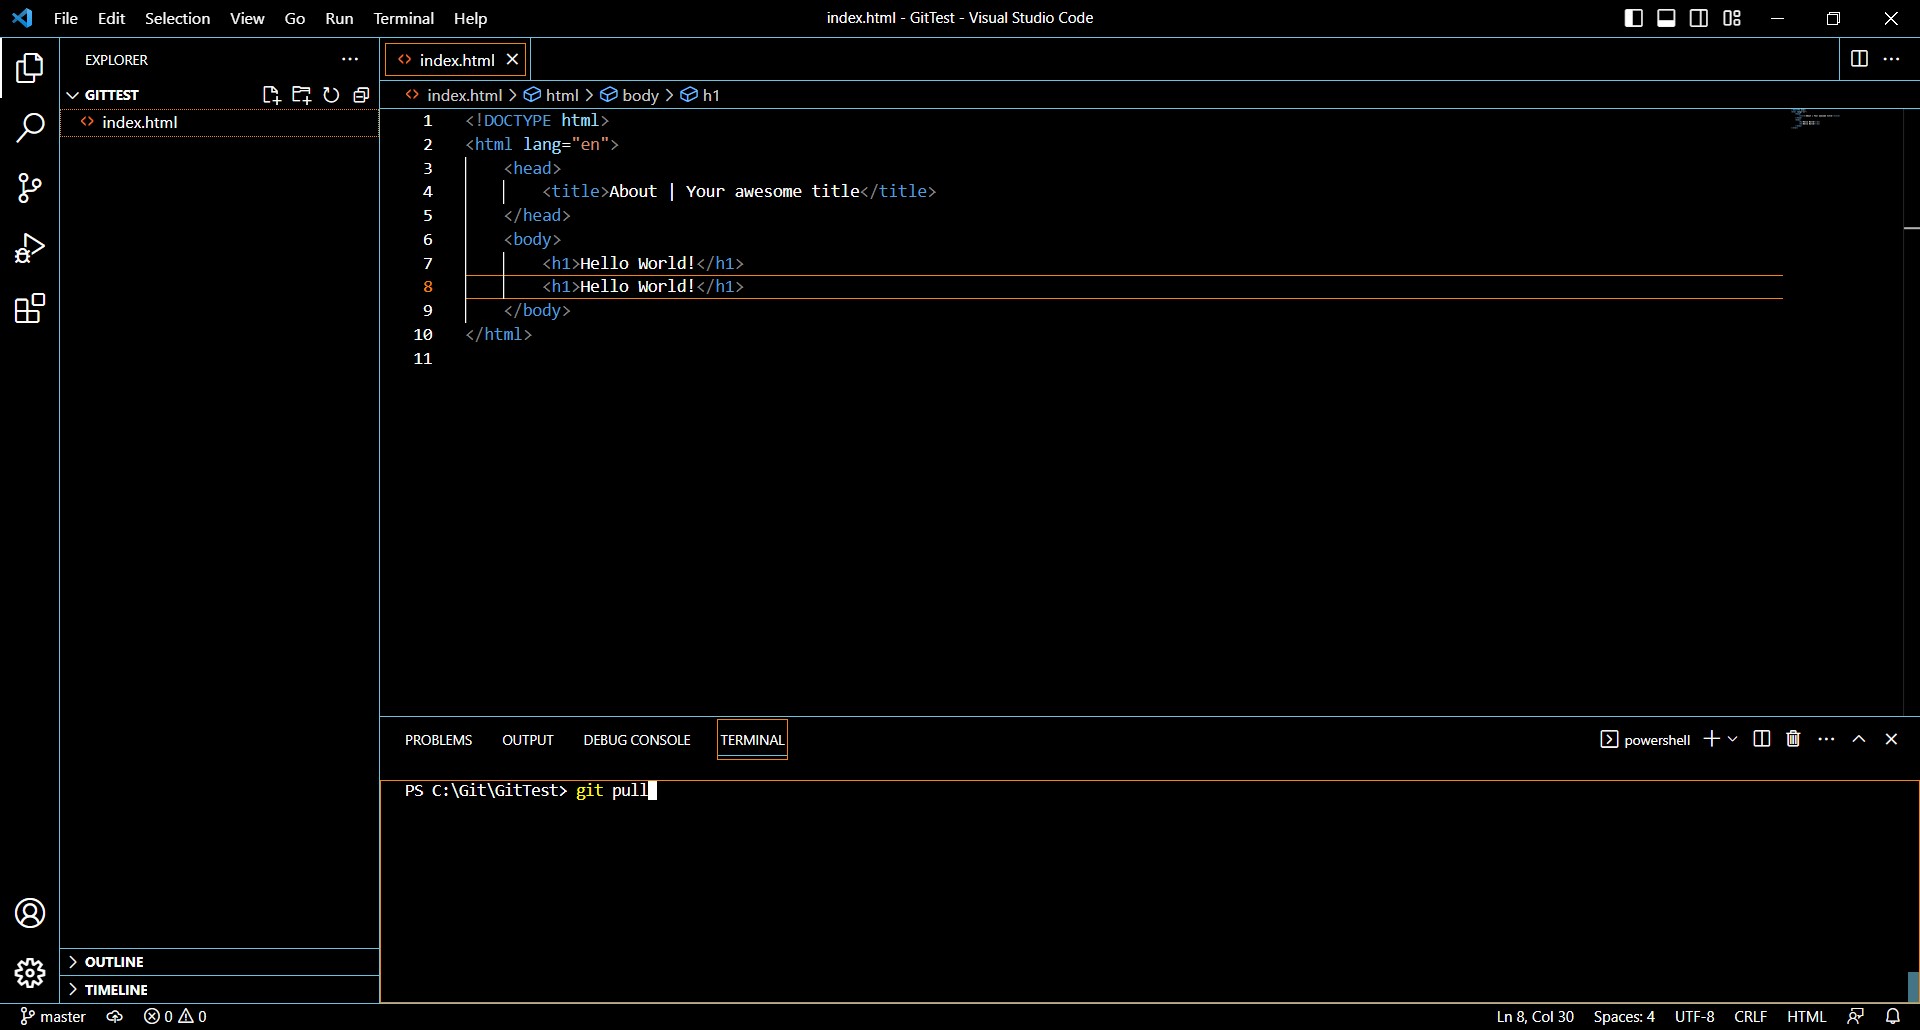 File Edit Selection View Go Run Terminal Help
index.html - GitTest - Visual Studio Code
EXPLORER
GITTEST
index.html
index.html
index.html > html > body > h1
1 <!DOCTYPE html>
2 <html lang="en">
3 <head>
4 <title>About | Your awesome title</title>
5 </head>
6 <body>
7 <h1>Hello World!</h1>
8 <h1>Hello World!</h1>
9 </body>
10 </html>
11
PROBLEMS OUTPUT DEBUG CONSOLE TERMINAL
powershell
PS C:\Git\GitTest> git pull
OUTLINE
TIMELINE
master 0 0
Ln 8, Col 30 Spaces: 4 UTF-8 CRLF HTML